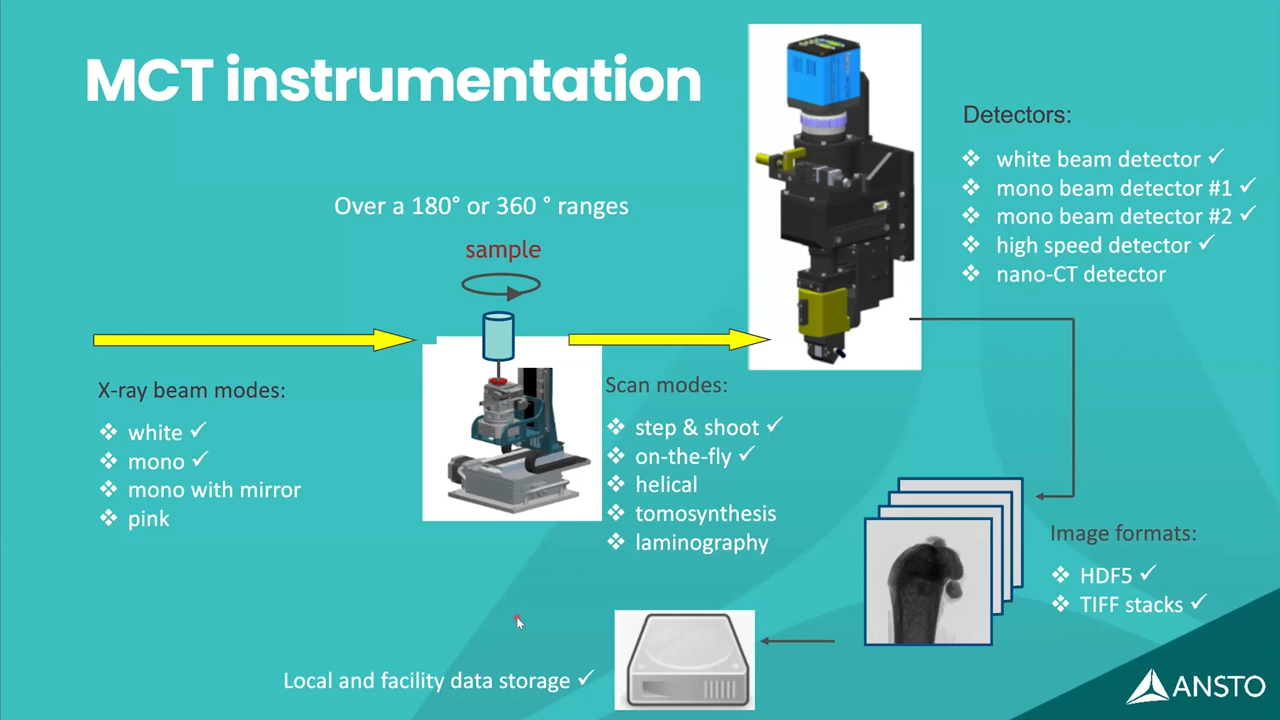 MCT instrumentation
Over a 180° or 360 ° ranges
sample
X-ray beam modes:
❖ white ✓
❖ mono ✓
❖ mono with mirror
❖ pink
Scan modes:
❖ step & shoot ✓
❖ on-the-fly ✓
❖ helical
❖ tomosynthesis
❖ laminography
Detectors:
❖ white beam detector ✓
❖ mono beam detector #1 ✓
❖ mono beam detector #2 ✓
❖ high speed detector ✓
❖ nano-CT detector
Image formats:
❖ HDF5 ✓
❖ TIFF stacks ✓
Local and facility data storage ✓
ANSTO